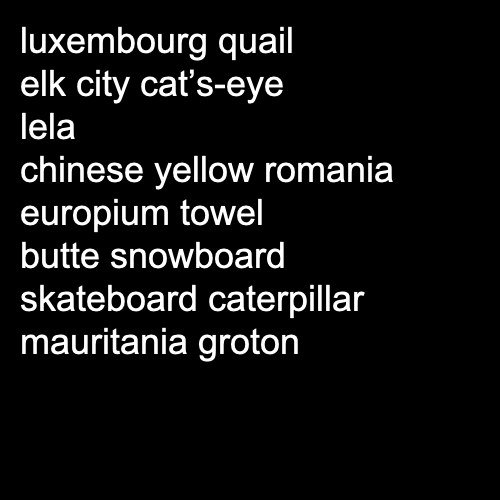 luxembourg quail
elk city cat’s-eye
lela
chinese yellow romania
europium towel
butte snowboard
skateboard caterpillar
mauritania groton